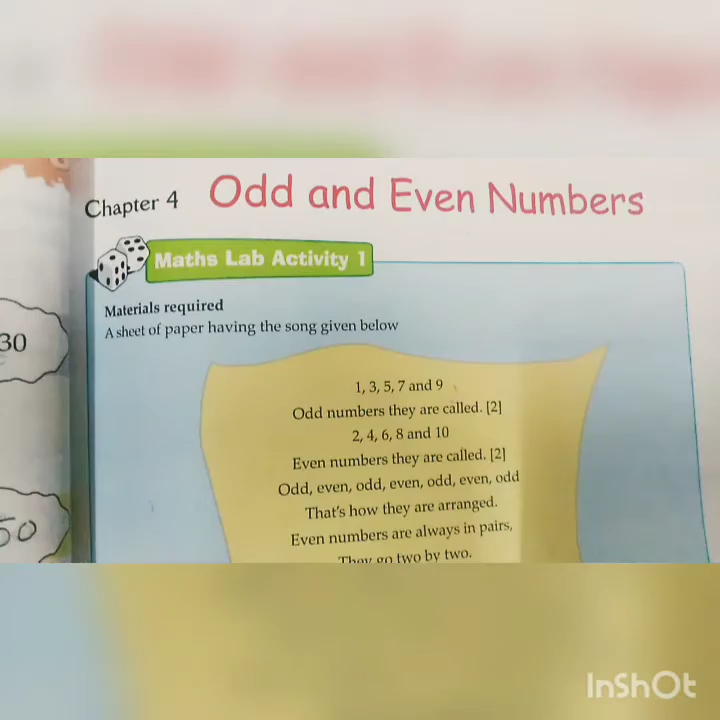 Chapter 4 Odd and Even Numbers
Maths Lab Activity 1
Materials required
A sheet of paper having the song given below
30
1, 3, 5, 7 and 9
Odd numbers they are called. [2]
2, 4, 6, 8 and 10
Even numbers they are called. [2]
Odd, even, odd, even, odd, even, odd
That's how they are arranged.
Even numbers are always in pairs,
They go two by two.
50
InShOt